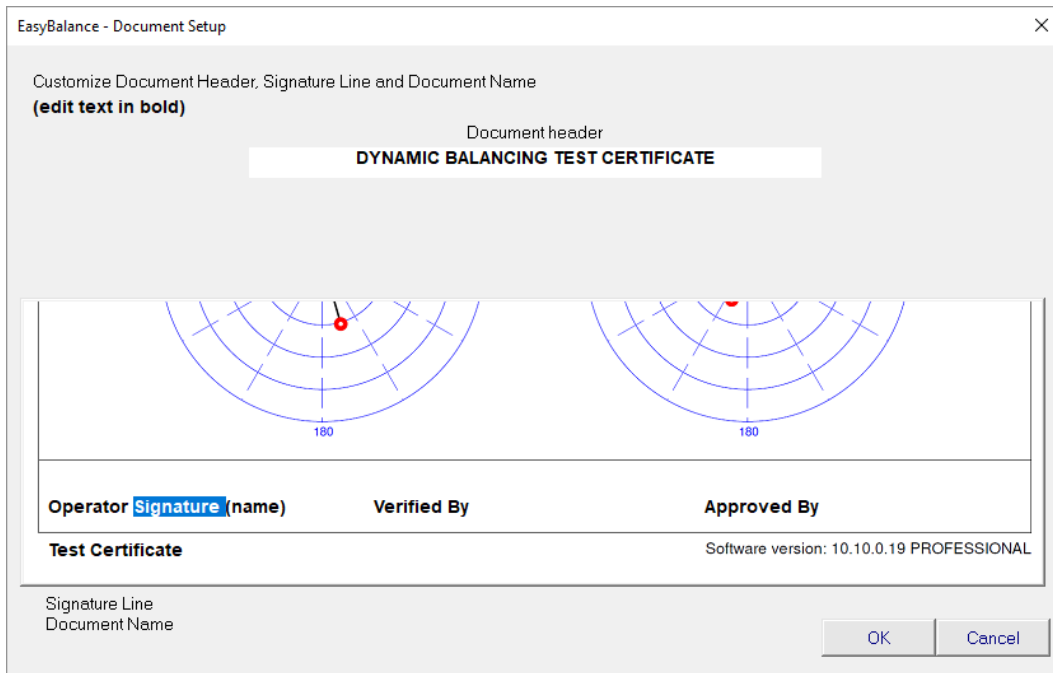 EasyBalance - Document Setup
Customize Document Header, Signature Line and Document Name
(edit text in bold)
Document header
DYNAMIC BALANCING TEST CERTIFICATE
180
180
Operator Signature (name) Verified By Approved By
Test Certificate Software version: 10.10.0.19 PROFESSIONAL
Signature Line
Document Name
OK Cancel